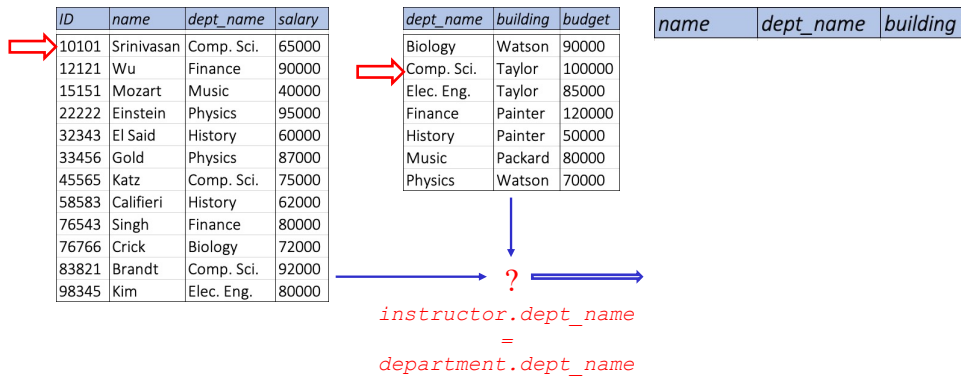 ID name dept_name salary
10101 Srinivasan Comp. Sci. 65000
12121 Wu Finance 90000
15151 Mozart Music 40000
22222 Einstein Physics 95000
32343 El Said History 60000
33456 Gold Physics 87000
45565 Katz Comp. Sci. 75000
58583 Califieri History 62000
76543 Singh Finance 80000
76766 Crick Biology 72000
83821 Brandt Comp. Sci. 92000
98345 Kim Elec. Eng. 80000
dept_name building budget
Biology Watson 90000
Comp. Sci. Taylor 100000
Elec. Eng. Taylor 85000
Finance Painter 120000
History Painter 50000
Music Packard 80000
Physics Watson 70000
name dept_name building
?
instructor.dept_name
=
department.dept_name